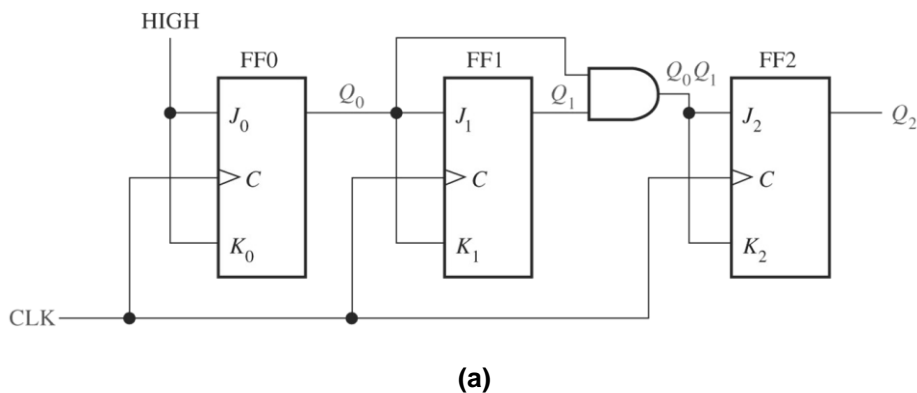 HIGH
FF0 FF1 FF2
Q₀ Q₁ Q₀Q₁
J₀ J₁ J₂ Q₂
C C C
K₀ K₁ K₂
CLK
(a)